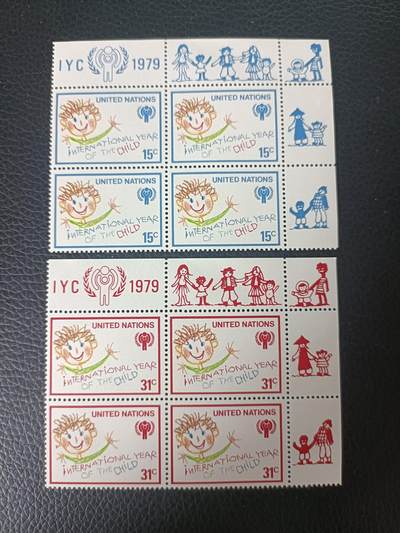 IYC 1979
UNITED NATIONS UNITED NATIONS
INTERNATIONAL YEAR INTERNATIONAL YEAR
OF THE CHILD OF THE CHILD
15c 15c
UNITED NATIONS UNITED NATIONS
INTERNATIONAL YEAR INTERNATIONAL YEAR
OF THE CHILD OF THE CHILD
15c 15c
IYC 1979
UNITED NATIONS UNITED NATIONS
INTERNATIONAL YEAR INTERNATIONAL YEAR
OF THE CHILD OF THE CHILD
31c 31c
UNITED NATIONS UNITED NATIONS
INTERNATIONAL YEAR INTERNATIONAL YEAR
OF THE CHILD OF THE CHILD
31c 31c